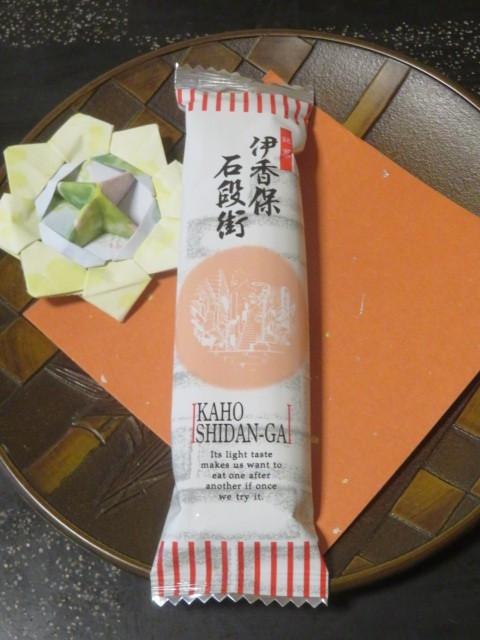 伊香保
石段街
IKAHO
ISHIDAN-GAI
Its light taste
makes us want to
eat one after
another if once
we try it.